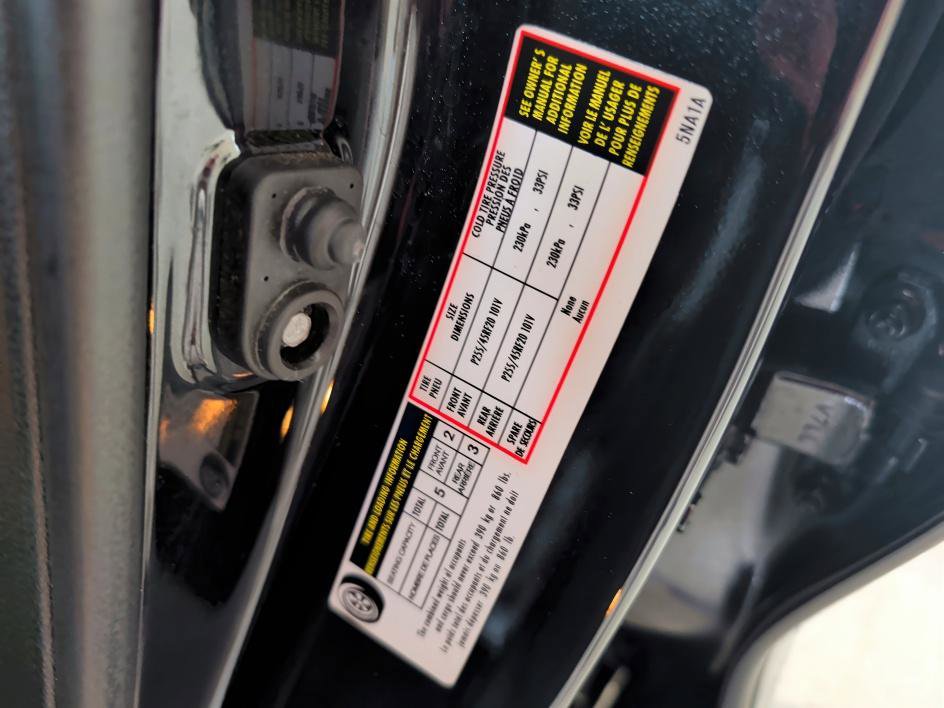 TIRE AND LOADING INFORMATION
RENSEIGNEMENTS SUR LES PNEUS ET LE CHARGEMENT
SEATING CAPACITY TOTAL 5 FRONT AVANT 2 REAR ARRIÈRE 3
NOMBRE DE PLACES TOTAL
The combined weight of occupants
and cargo should never exceed 390 kg or 860 lbs.
Le poids total des occupants et du chargement ne doit
jamais dépasser 390 kg ou 860 lb.
TIRE
PNEU
SIZE
DIMENSIONS
COLD TIRE PRESSURE
PRESSION DES
PNEUS A FROID
FRONT
AVANT
P255/45RF20 101V
230kPa , 33PSI
REAR
ARRIÈRE
P255/45RF20 101V
230kPa , 33PSI
SPARE
DE SECOURS
None
Aucun
SEE OWNER'S
MANUAL FOR
ADDITIONAL
INFORMATION
VOIR LE MANUEL
DE L' USAGER
POUR PLUS DE
RENSEIGNEMENTS
5NA1A